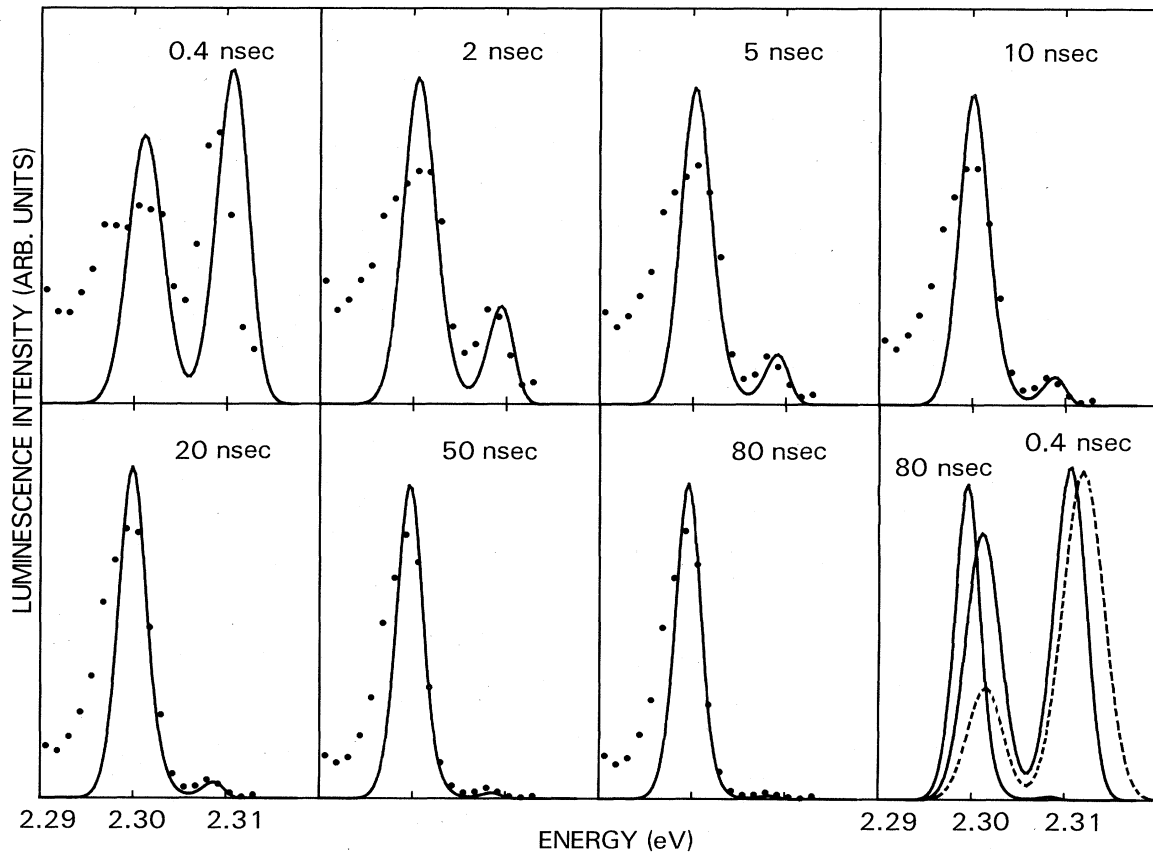 0.4 nsec
2 nsec
5 nsec
10 nsec
LUMINESCENCE INTENSITY (ARB. UNITS)
20 nsec
50 nsec
80 nsec
80 nsec
0.4 nsec
2.29 2.30 2.31
2.29 2.30 2.31
ENERGY (eV)